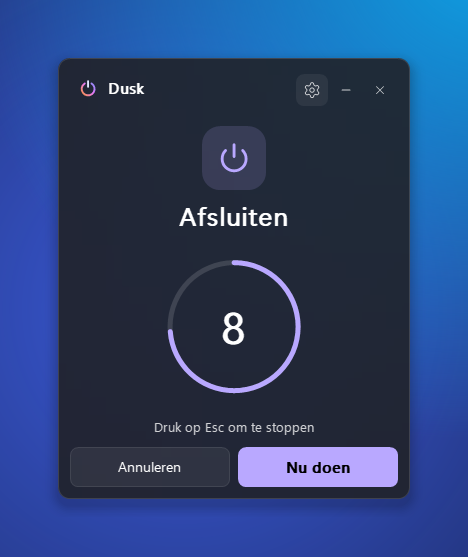 Dusk
Afsluiten
8
Druk op Esc om te stoppen
Annuleren
Nu doen